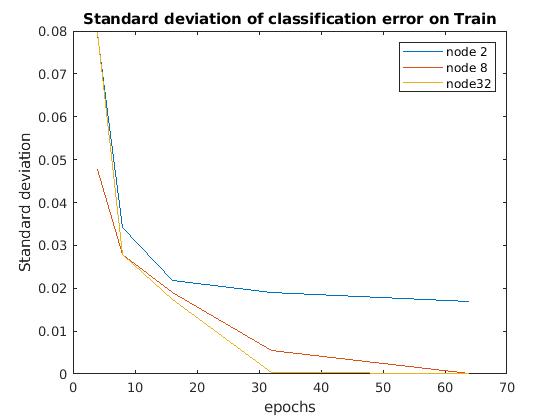 Standard deviation of classification error on Train
0.08
0.07
0.06
0.05
0.04
0.03
0.02
0.01
0
Standard deviation
node 2
node 8
node32
0 10 20 30 40 50 60 70
epochs